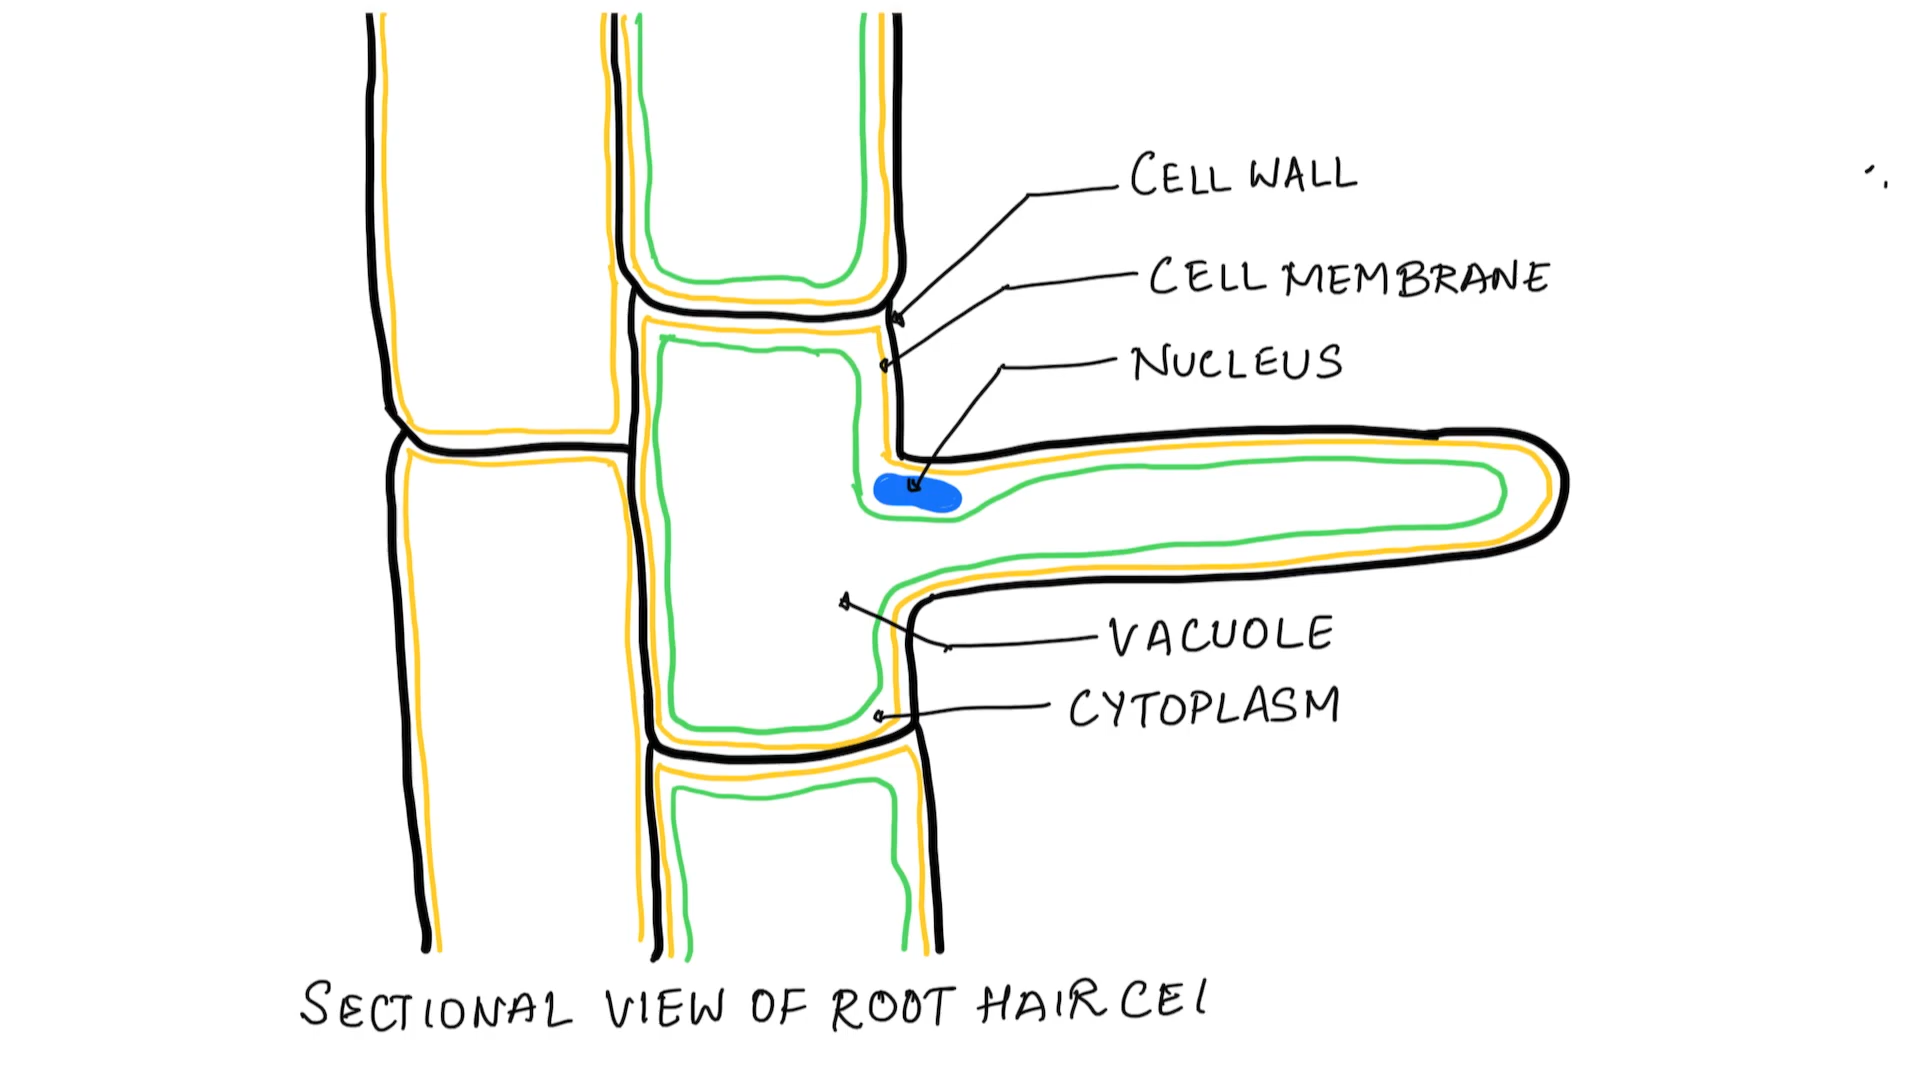 CELL WALL
CELL MEMBRANE
NUCLEUS
VACUOLE
CYTOPLASM
SECTIONAL VIEW OF ROOT HAIR CEL